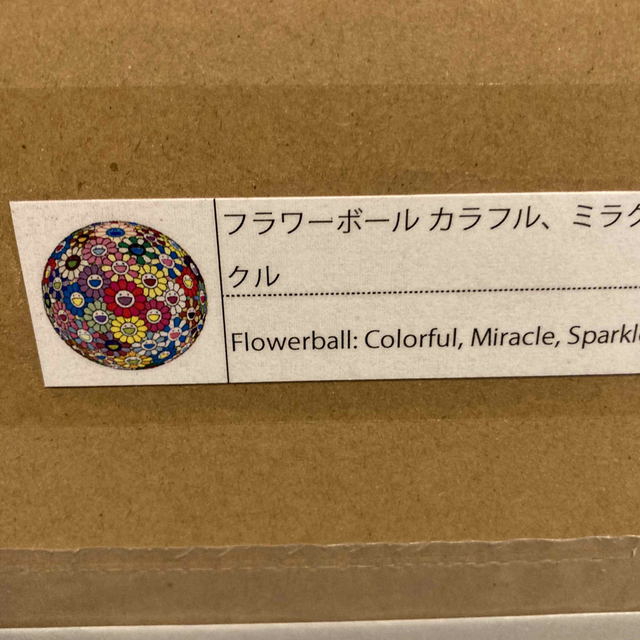 フラワーボール カラフル、ミラク
クル
Flowerball: Colorful, Miracle, Sparkle